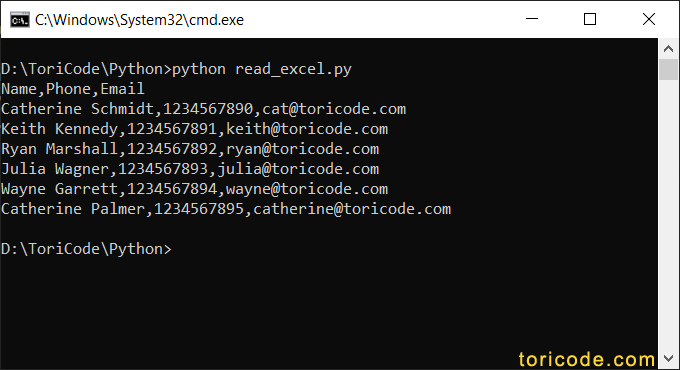 C:\Windows\System32\cmd.exe
D:\ToriCode\Python>python read_excel.py
Name,Phone,Email
Catherine Schmidt,1234567890,cat@toricode.com
Keith Kennedy,1234567891,keith@toricode.com
Ryan Marshall,1234567892,ryan@toricode.com
Julia Wagner,1234567893,julia@toricode.com
Wayne Garrett,1234567894,wayne@toricode.com
Catherine Palmer,1234567895,catherine@toricode.com
D:\ToriCode\Python>
toricode.com